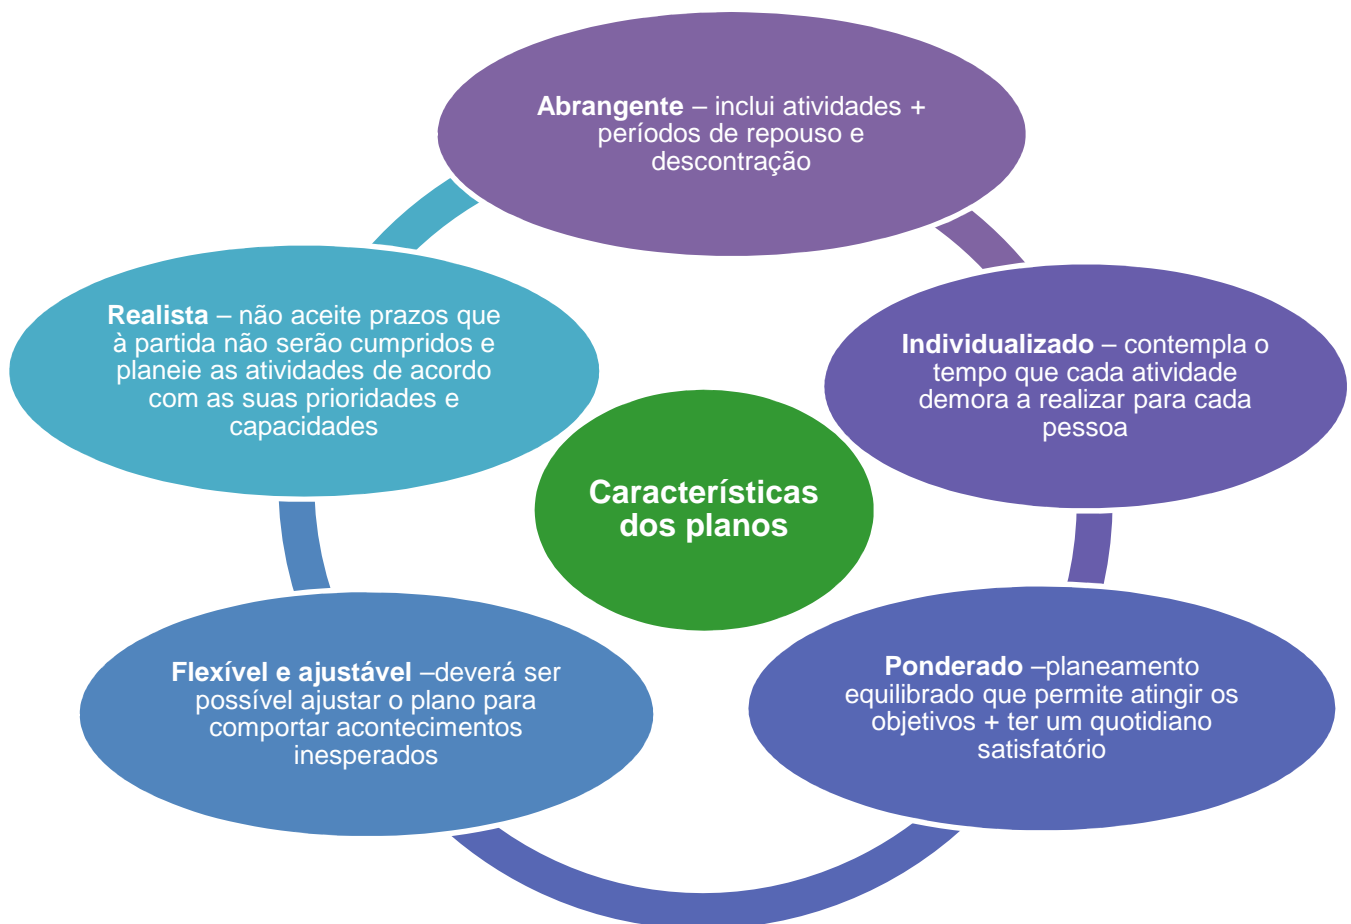 Abrangente – inclui atividades +
períodos de repouso e
descontração
Individualizado – contempla o
tempo que cada atividade
demora a realizar para cada
pessoa
Ponderado –planeamento
equilibrado que permite atingir os
objetivos + ter um quotidiano
satisfatório
Flexível e ajustável –deverá ser
possível ajustar o plano para
comportar acontecimentos
inesperados
Realista – não aceite prazos que
à partida não serão cumpridos e
planeie as atividades de acordo
com as suas prioridades e
capacidades
Características
dos planos